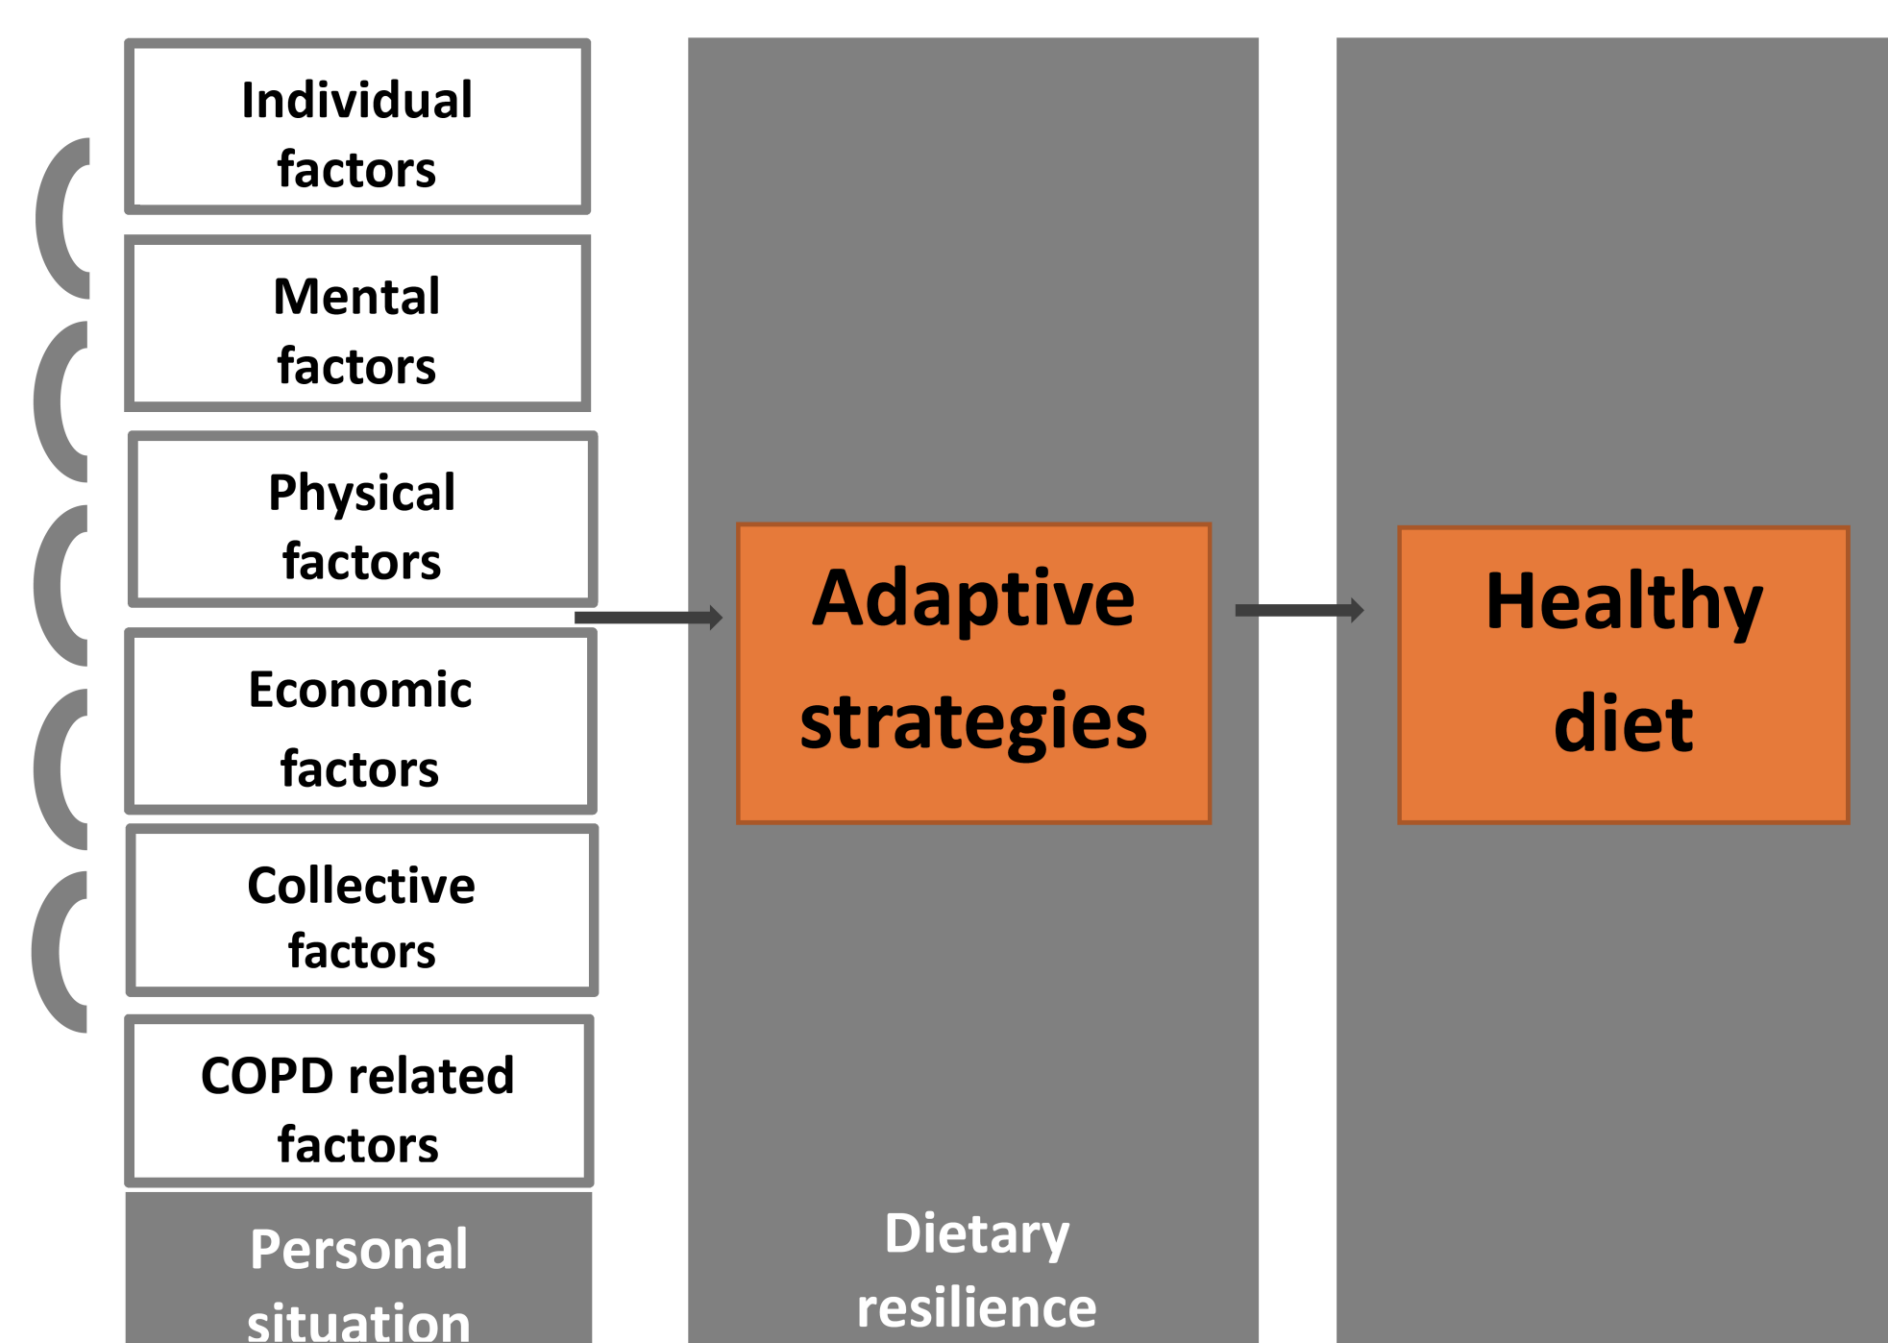 Individual
factors
Mental
factors
Physical
factors
Economic
factors
Collective
factors
COPD related
factors
Personal
situation
Adaptive
strategies
Dietary
resilience
Healthy
diet